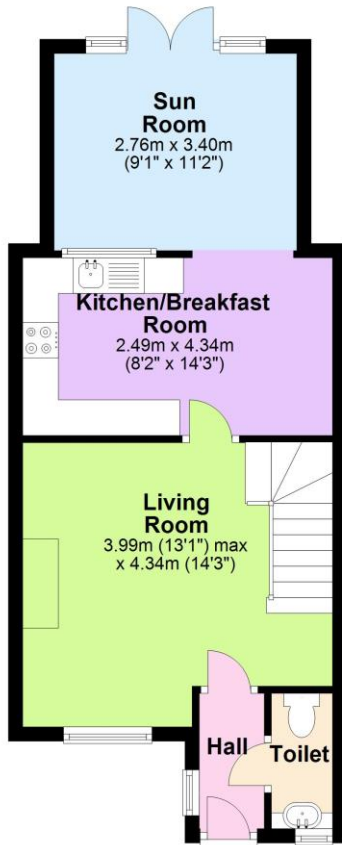 Sun
Room
2.76m x 3.40m
(9'1" x 11'2")
Kitchen/Breakfast
Room
2.49m x 4.34m
(8'2" x 14'3")
Living
Room
3.99m (13'1") max
x 4.34m (14'3")
Hall
Toilet